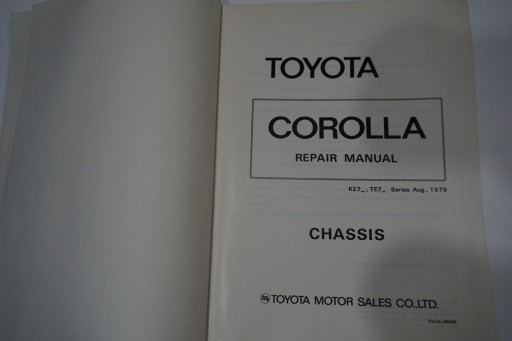 TOYOTA
COROLLA
REPAIR MANUAL
KE7_, TE7_ Series Aug., 1979
CHASSIS
TOYOTA MOTOR SALES CO.,LTD.